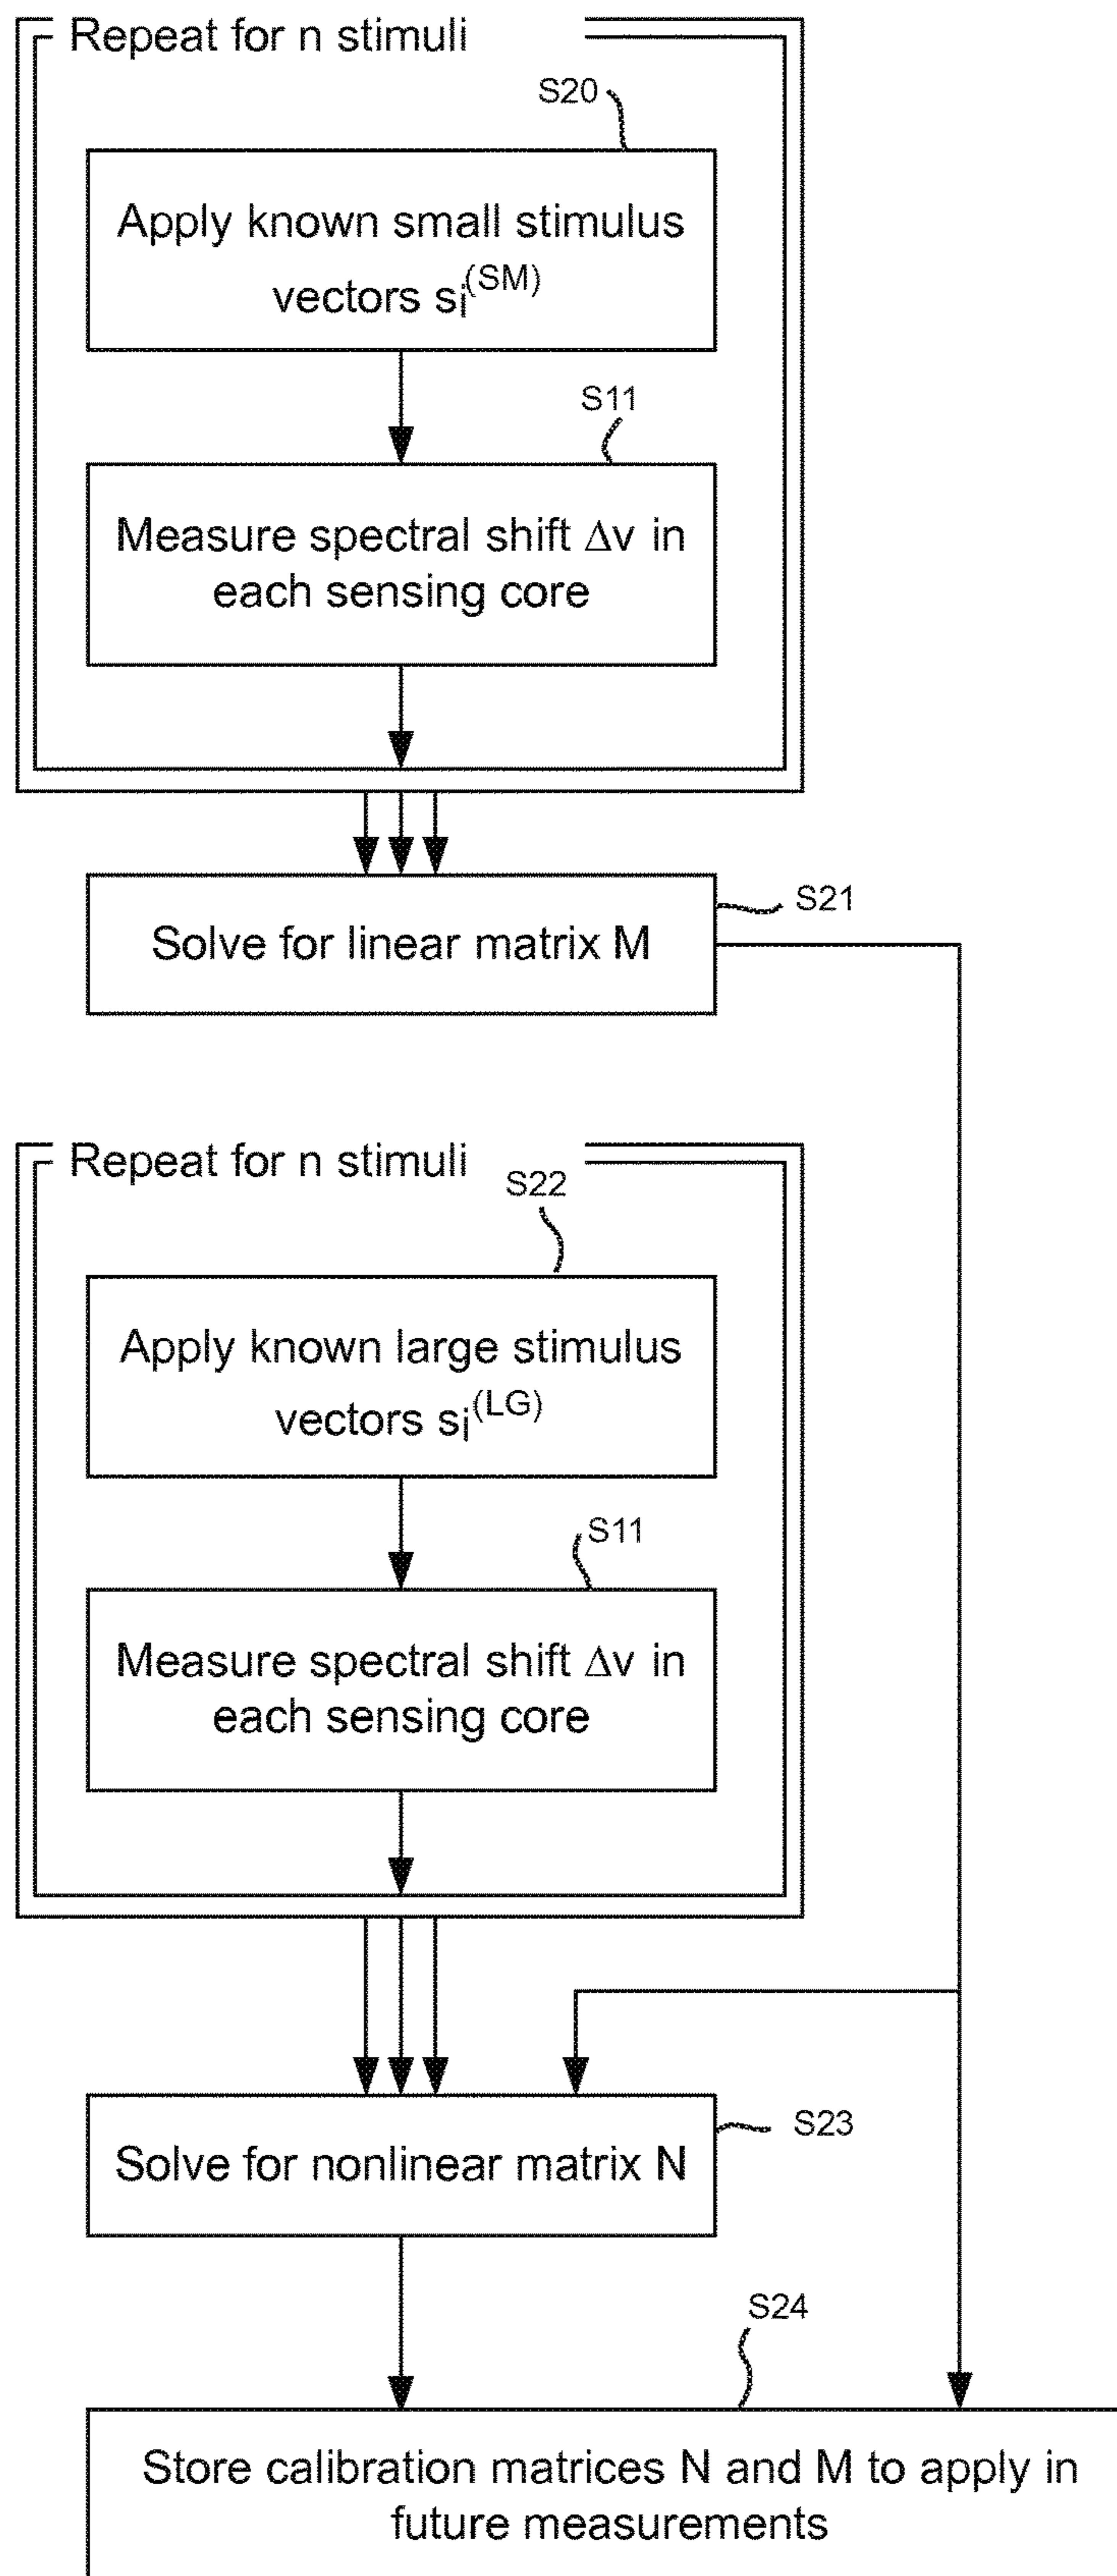 Repeat for n stimuli
S20
Apply known small stimulus
vectors si(SM)
S11
Measure spectral shift Δv in
each sensing core
S21
Solve for linear matrix M
Repeat for n stimuli
S22
Apply known large stimulus
vectors si(LG)
S11
Measure spectral shift Δv in
each sensing core
S23
Solve for nonlinear matrix N
S24
Store calibration matrices N and M to apply in
future measurements